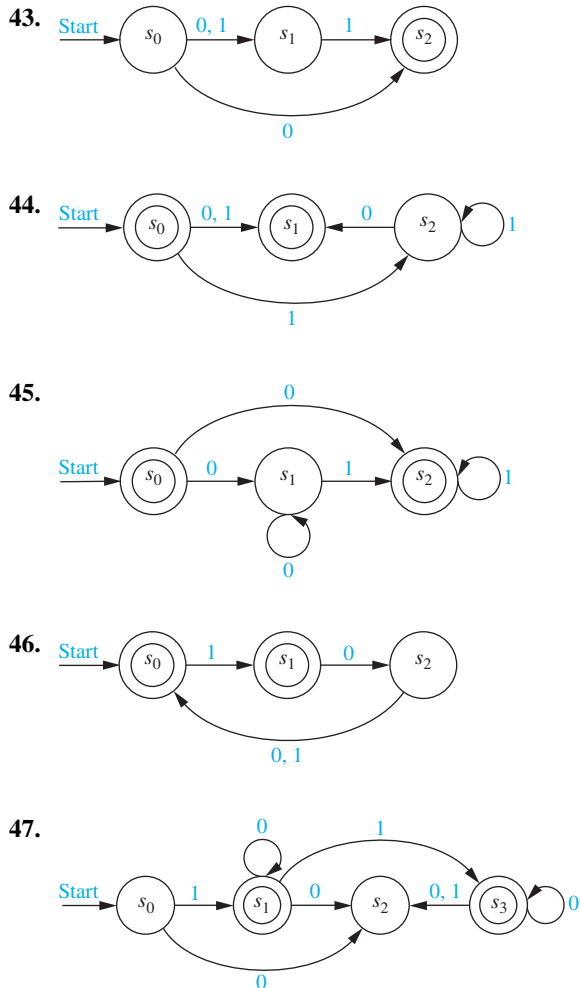 43. Start s0 0, 1 s1 1 s2
0
44. Start s0 0, 1 s1 0 s2 1
1
45.
0
Start s0 0 s1 1 s2 1
0
46. Start s0 1 s1 0 s2
0, 1
47.
0 1
Start s0 1 s1 0 s2 0, 1 s3 0
0